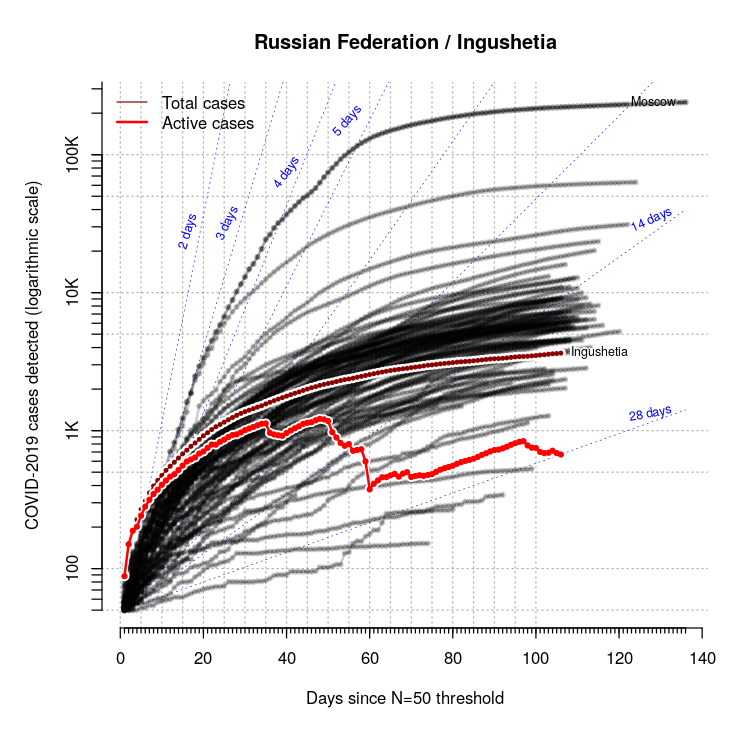 Russian Federation / Ingushetia
Total cases
Active cases
Moscow
2 days
3 days
4 days
5 days
14 days
28 days
Ingushetia
COVID-2019 cases detected (logarithmic scale)
100K
10K
1K
100
0 20 40 60 80 100 120 140
Days since N=50 threshold